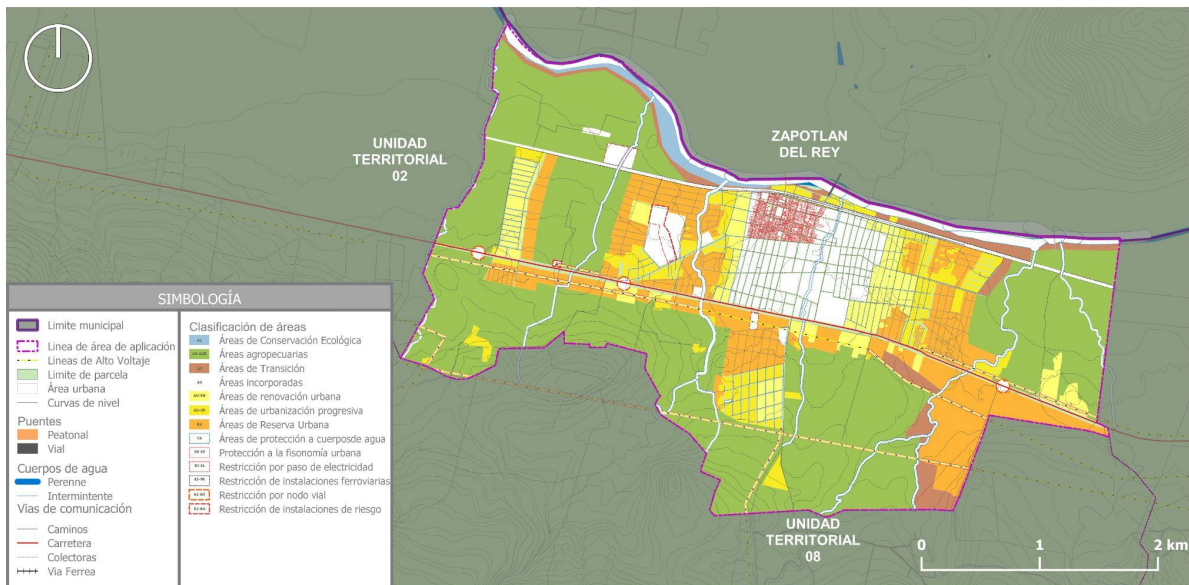 UNIDAD
TERRITORIAL
02
ZAPOTLAN
DEL REY
UNIDAD
TERRITORIAL
08
0 1 2 km
SIMBOLOGÍA
Limite municipal
Linea de área de aplicación
Lineas de Alto Voltaje
Limite de parcela
Área urbana
Curvas de nivel
Puentes
Peatonal
Vial
Cuerpos de agua
Perenne
Intermintente
Vias de comunicación
Caminos
Carretera
Colectoras
Via Ferrea
Clasificación de áreas
Áreas de Conservación Ecológica
Áreas agropecuarias
Áreas de Transición
Áreas incorporadas
Áreas de renovación urbana
Áreas de urbanización progresiva
Áreas de Reserva Urbana
Áreas de protección a cuerposde agua
Protección a la fisonomía urbana
Restricción por paso de electricidad
Restricción de instalaciones ferroviarias
Restricción por nodo vial
Restricción de instalaciones de riesgo